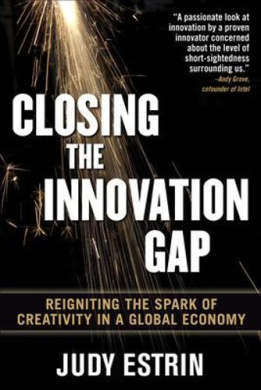 "A passionate look at
innovation by a proven
innovator concerned
about the level of
short-sightedness
surrounding us."
—Andy Grove,
cofounder of Intel
CLOSING
THE
INNOVATION
GAP
REIGNITING THE SPARK OF
CREATIVITY IN A GLOBAL ECONOMY
JUDY ESTRIN